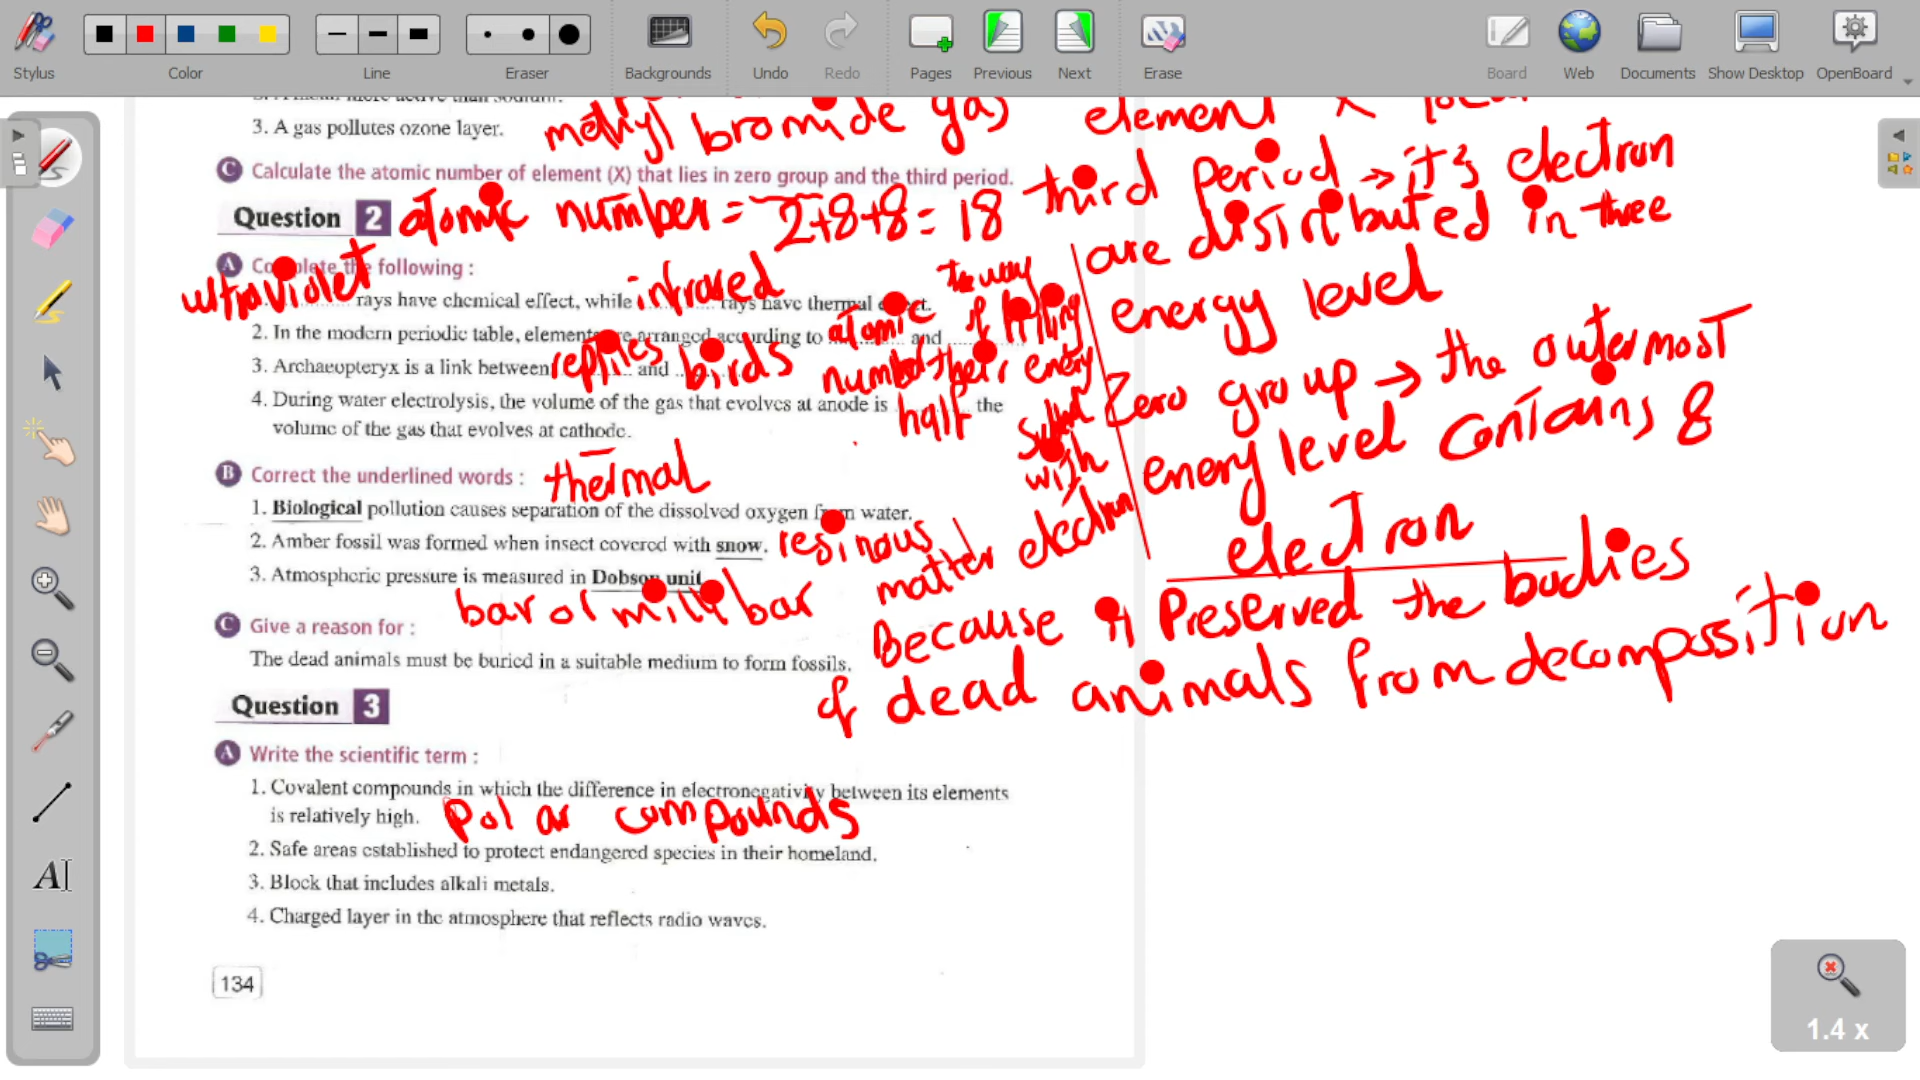 Stylus
Color
Line
Eraser
Backgrounds
Undo
Redo
Pages
Previous
Next
Erase
Board
Web
Documents
Show Desktop
OpenBoard
3. A gas pollutes ozone layer. methyl bromide gas element X
C Calculate the atomic number of element (X) that lies in zero group and the third period.
third period → it's electron
are distributed in three
energy level
Question 2 atomic number = 2+8+8 = 18
A Complete the following :
ultraviolet rays have chemical effect, while infrared rays have thermal effect.
2. In the modern periodic table, elements are arranged according to ............ and ............
atomic number
the way of filling their energy with electron
3. Archaeopteryx is a link between reptiles and birds
4. During water electrolysis, the volume of the gas that evolves at anode is half the
volume of the gas that evolves at cathode.
Zero group → the outermost
energy level contains 8
electron
B Correct the underlined words : thermal
1. Biological pollution causes separation of the dissolved oxygen from water.
2. Amber fossil was formed when insect covered with snow. resinous matter
3. Atmospheric pressure is measured in Dobson unit.
bar or milli bar
C Give a reason for :
The dead animals must be buried in a suitable medium to form fossils.
Because it Preserved the bodies
of dead animals from decompossition
Question 3
A Write the scientific term :
1. Covalent compounds in which the difference in electronegativity between its elements
is relatively high. Polar compounds
2. Safe areas established to protect endangered species in their homeland.
3. Block that includes alkali metals.
4. Charged layer in the atmosphere that reflects radio waves.
134
1.4 x